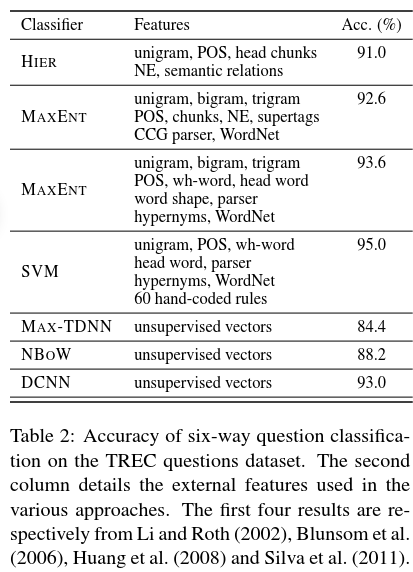 Classifier Features Acc. (%)
HIER unigram, POS, head chunks 91.0
NE, semantic relations
unigram, bigram, trigram 92.6
MAXENT POS, chunks, NE, supertags
CCG parser, WordNet
unigram, bigram, trigram 93.6
MAXENT POS, wh-word, head word
word shape, parser
hypernyms, WordNet
unigram, POS, wh-word 95.0
SVM head word, parser
hypernyms, WordNet
60 hand-coded rules
MAX-TDNN unsupervised vectors 84.4
NBOW unsupervised vectors 88.2
DCNN unsupervised vectors 93.0
Table 2: Accuracy of six-way question classifica-
tion on the TREC questions dataset. The second
column details the external features used in the
various approaches. The first four results are re-
spectively from Li and Roth (2002), Blunsom et al.
(2006), Huang et al. (2008) and Silva et al. (2011).